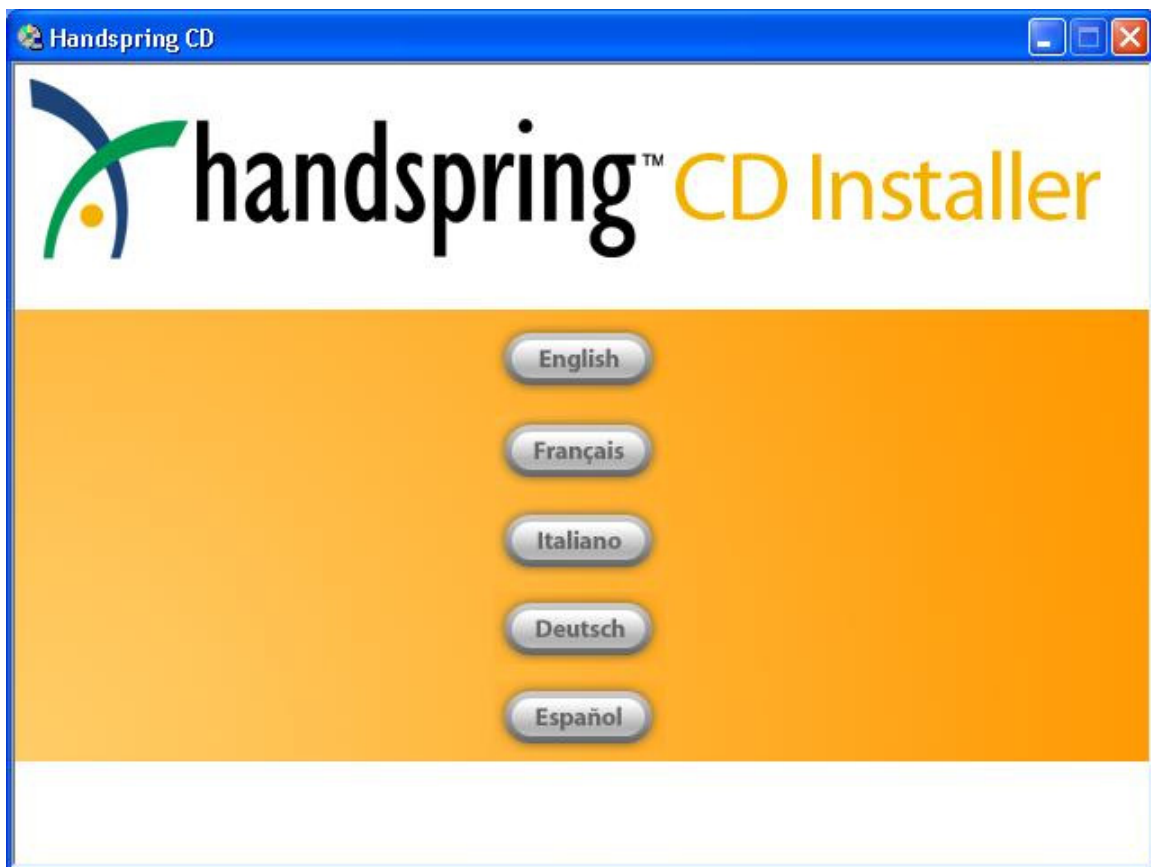 Handspring CD
handspring™ CD Installer
English
Français
Italiano
Deutsch
Español